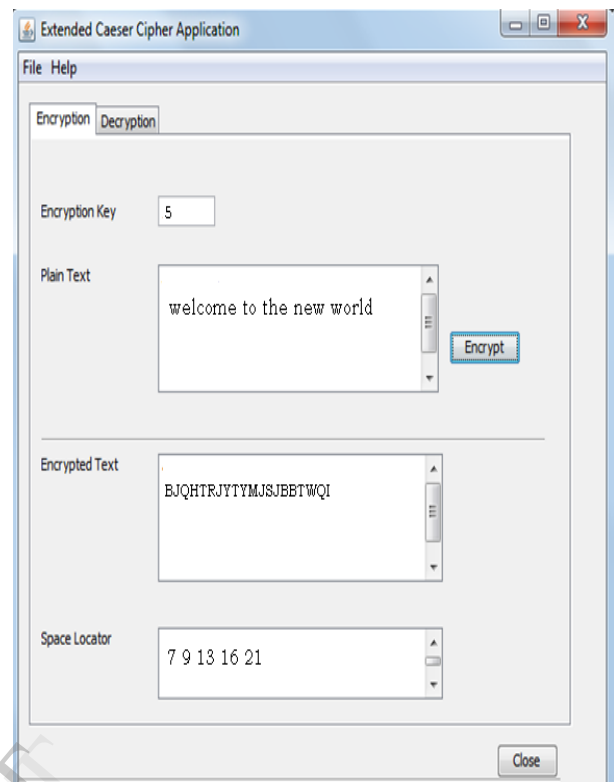 Extended Caeser Cipher Application
File Help
Encryption Decryption
Encryption Key 5
Plain Text
welcome to the new world
Encrypt
Encrypted Text
BJQHTRJYTYMJSJBBTWQI
Space Locator
7 9 13 16 21
Close